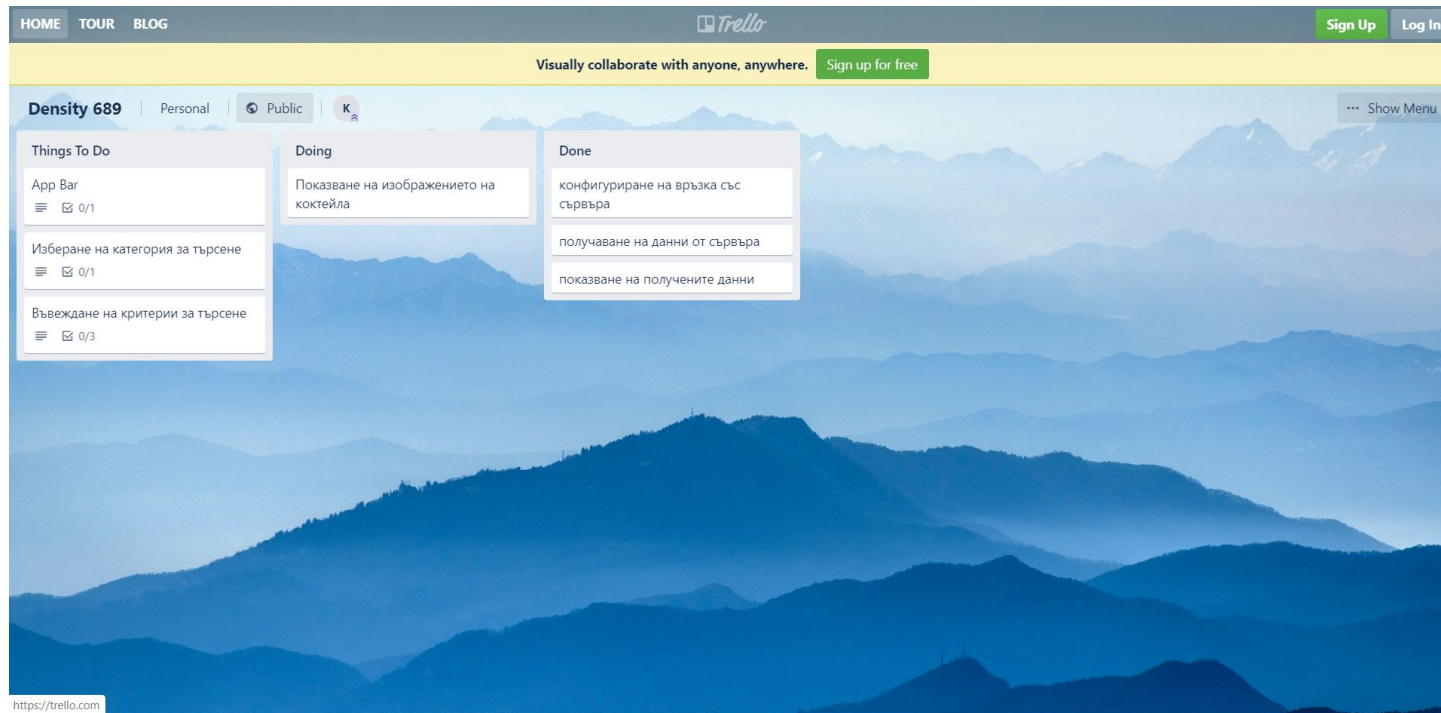 HOME TOUR BLOG Trello Sign Up Log In
Visually collaborate with anyone, anywhere. Sign up for free
Density 689 Personal Public K ... Show Menu
Things To Do
App Bar
0/1
Изберане на категория за търсене
0/1
Въвеждане на критерии за търсене
0/3
Doing
Показване на изображението на
коктейла
Done
конфигуриране на връзка със
сървъра
получаване на данни от сървъра
показване на получените данни
https://trello.com